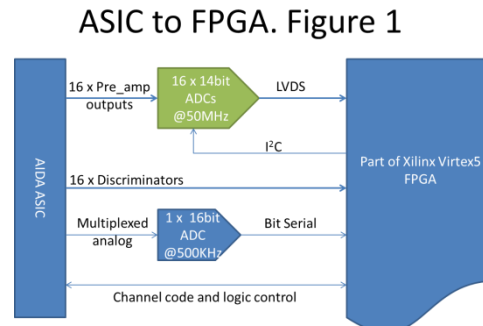 ASIC to FPGA. Figure 1
AIDA ASIC
16 x Pre_amp
outputs
16 x 14bit
ADCs
@50MHz
LVDS
I²C
Part of Xilinx Virtex5
FPGA
16 x Discriminators
Multiplexed
analog
1 x 16bit
ADC
@500KHz
Bit Serial
Channel code and logic control